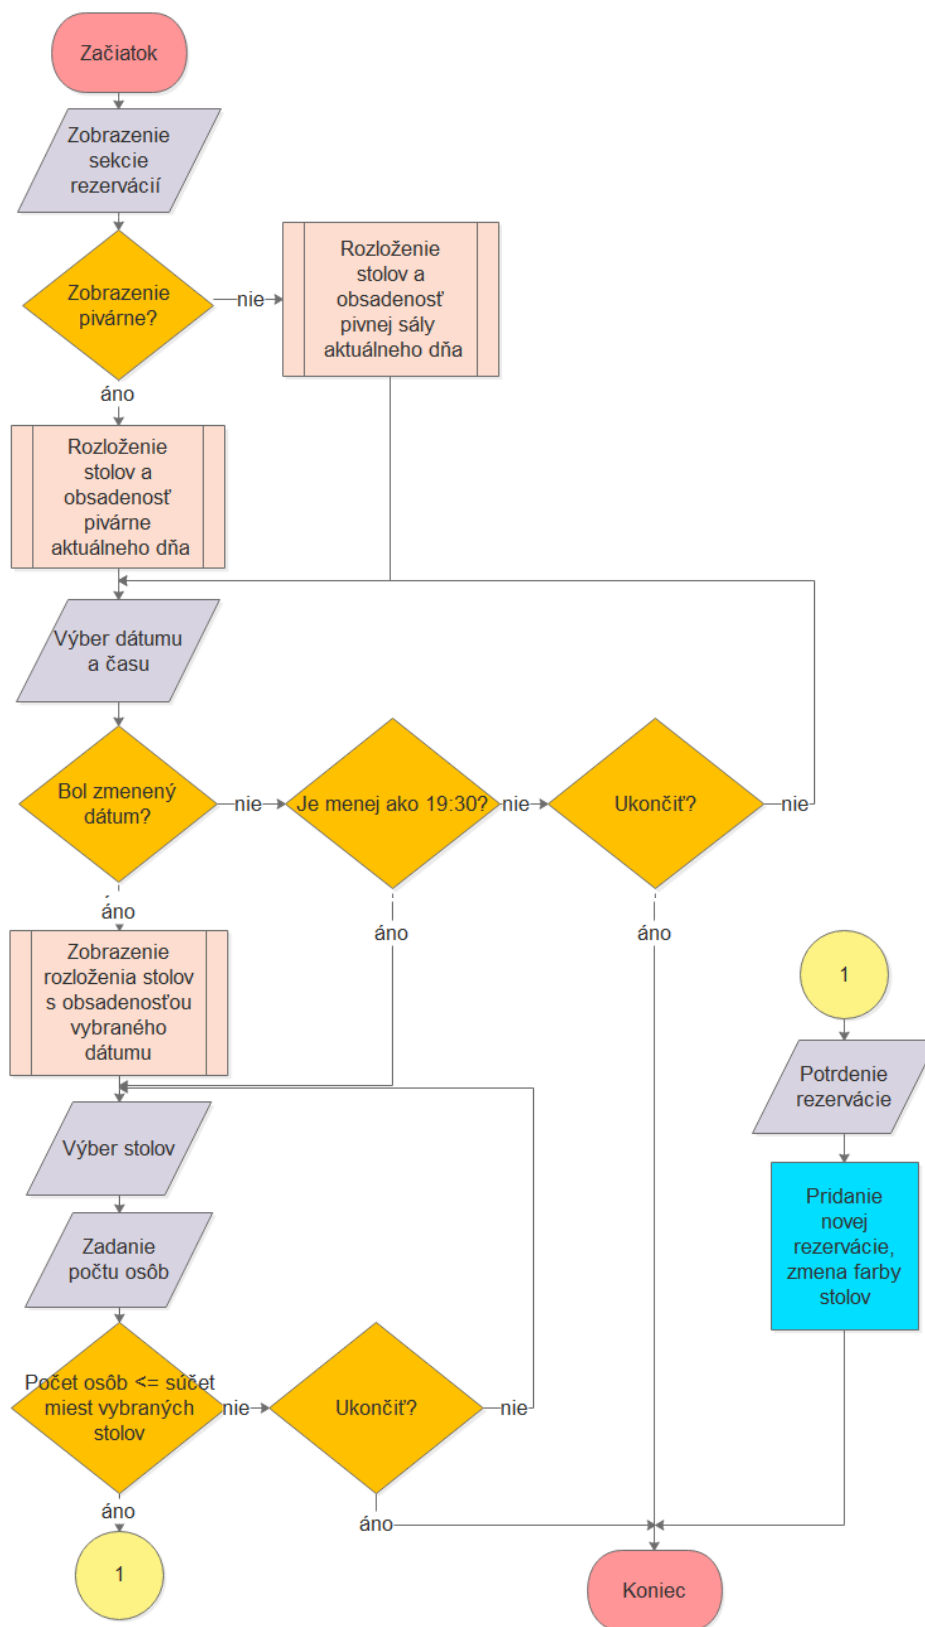 Začiatok
Zobrazenie
sekcie
rezervácií
Zobrazenie
pivárne?
nie
Rozloženie
stolov a
obsadenosť
pivnej sály
aktuálneho dňa
áno
Rozloženie
stolov a
obsadenosť
pivárne
aktuálneho dňa
Výber dátumu
a času
Bol zmenený
dátum?
nie
Je menej ako 19:30?
nie
Ukončiť?
nie
áno
áno
áno
Zobrazenie
rozloženia stolov
s obsadenosťou
vybraného
dátumu
Výber stolov
Zadanie
počtu osôb
Počet osôb <= súčet
miest vybraných
stolov
nie
Ukončiť?
nie
áno
áno
1
1
Potrdenie
rezervácie
Pridanie
novej
rezervácie,
zmena farby
stolov
Koniec